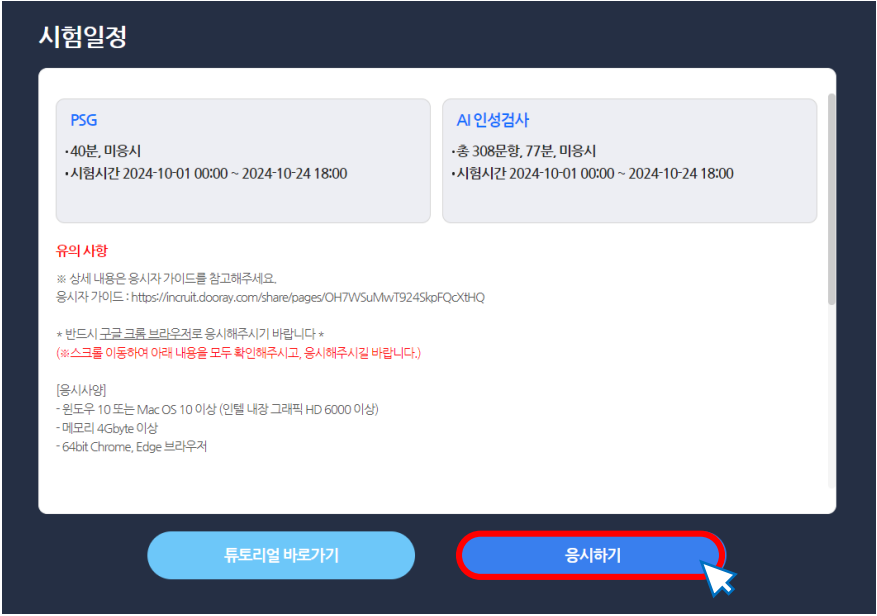 시험일정
PSG
• 40분, 미응시
• 시험시간 2024-10-01 00:00 ~ 2024-10-24 18:00
AI 인성검사
• 총 308문항, 77분, 미응시
• 시험시간 2024-10-01 00:00 ~ 2024-10-24 18:00
유의 사항
※ 상세 내용은 응시자 가이드를 참고해주세요.
응시자 가이드 : https://incruit.dooray.com/share/pages/OH7WSuMwT924SkpFQcXtHQ
* 반드시 구글 크롬 브라우저로 응시해주시기 바랍니다 *
(※스크롤 이동하여 아래 내용을 모두 확인해주시고, 응시해주시길 바랍니다.)
[응시사양]
- 윈도우 10 또는 Mac OS 10 이상 (인텔 내장 그래픽 HD 6000 이상)
- 메모리 4Gbyte 이상
- 64bit Chrome, Edge 브라우저
튜토리얼 바로가기
응시하기